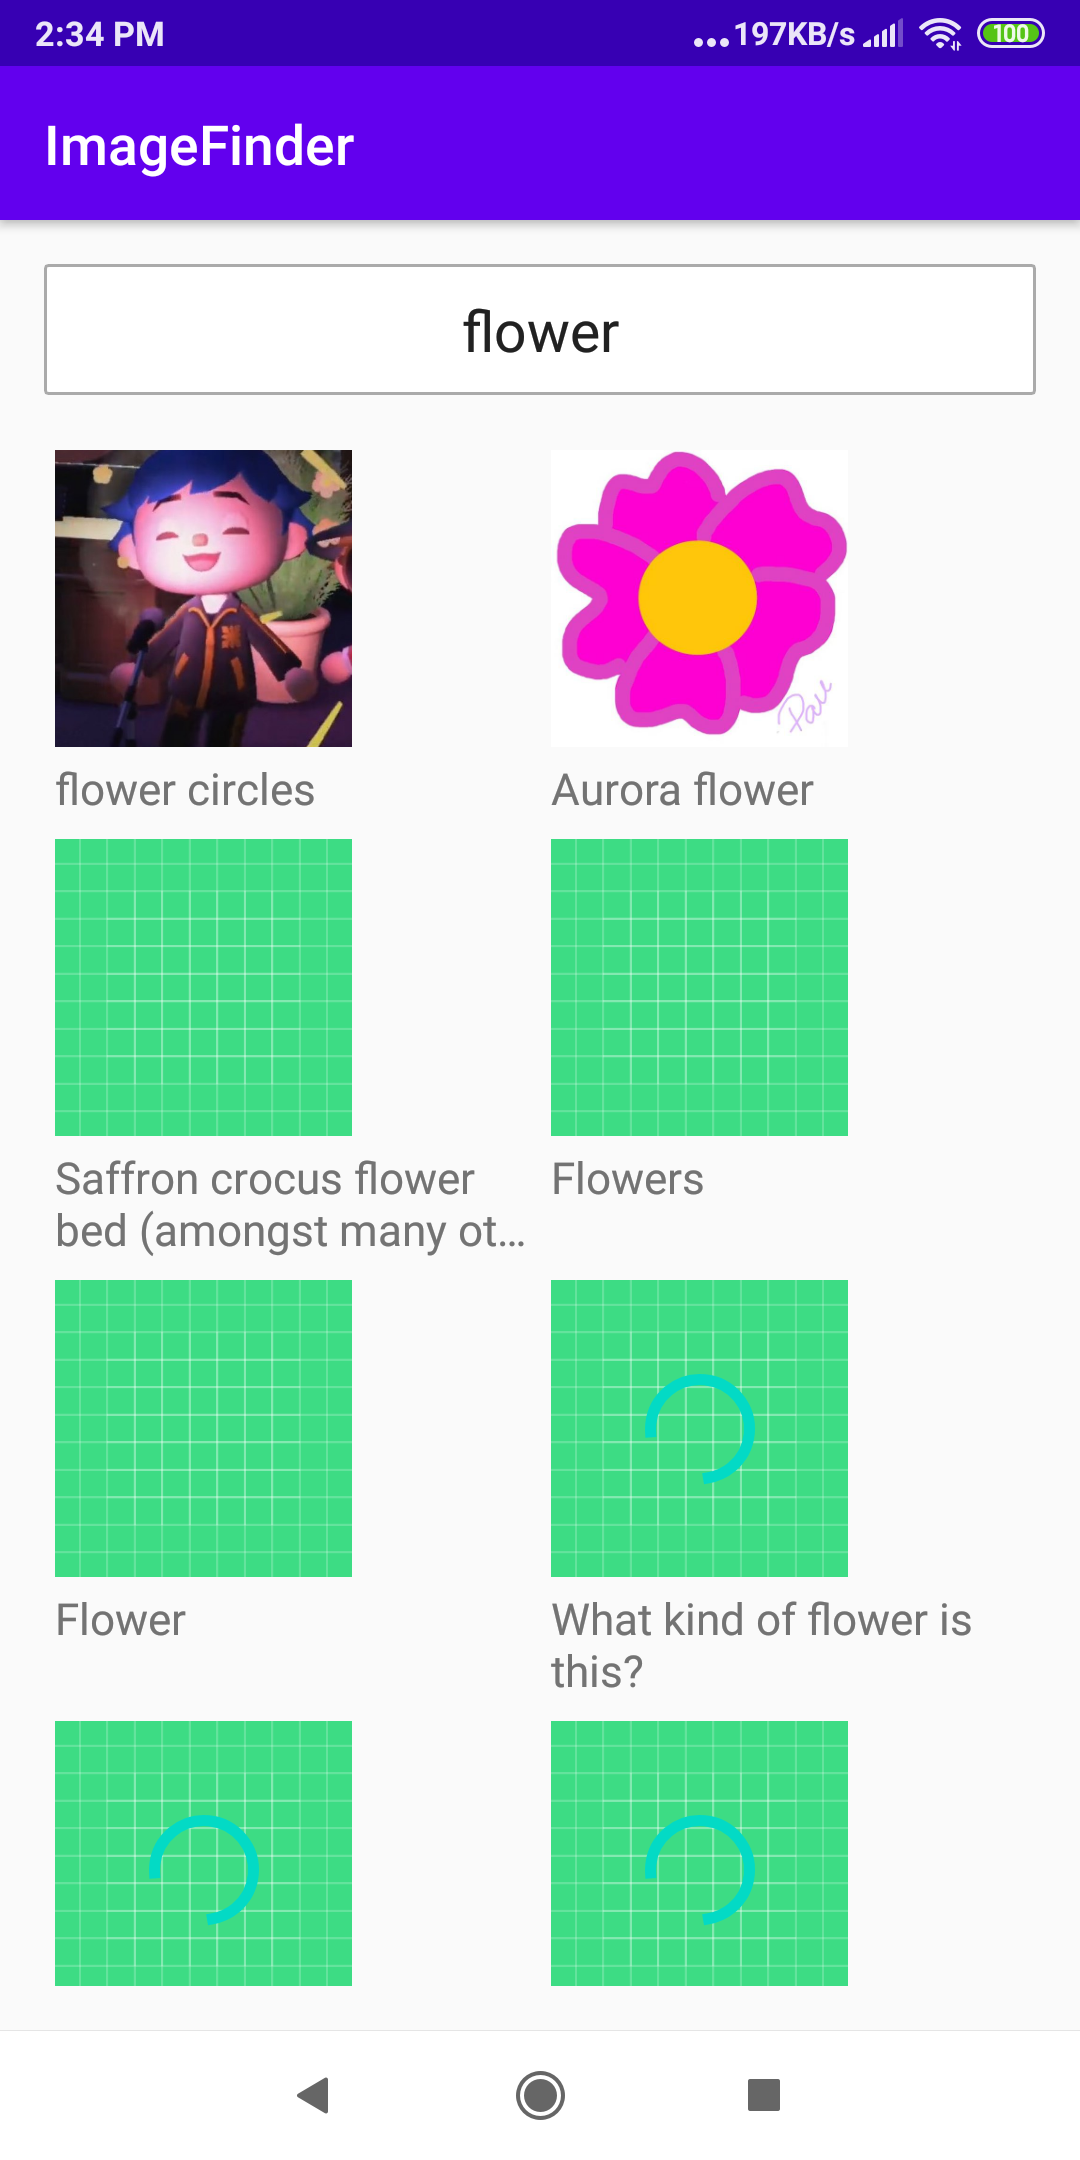 2:34 PM
...197KB/s
100
ImageFinder
flower
flower circles
Aurora flower
Pau
Saffron crocus flower
bed (amongst many ot...
Flowers
Flower
What kind of flower is
this?